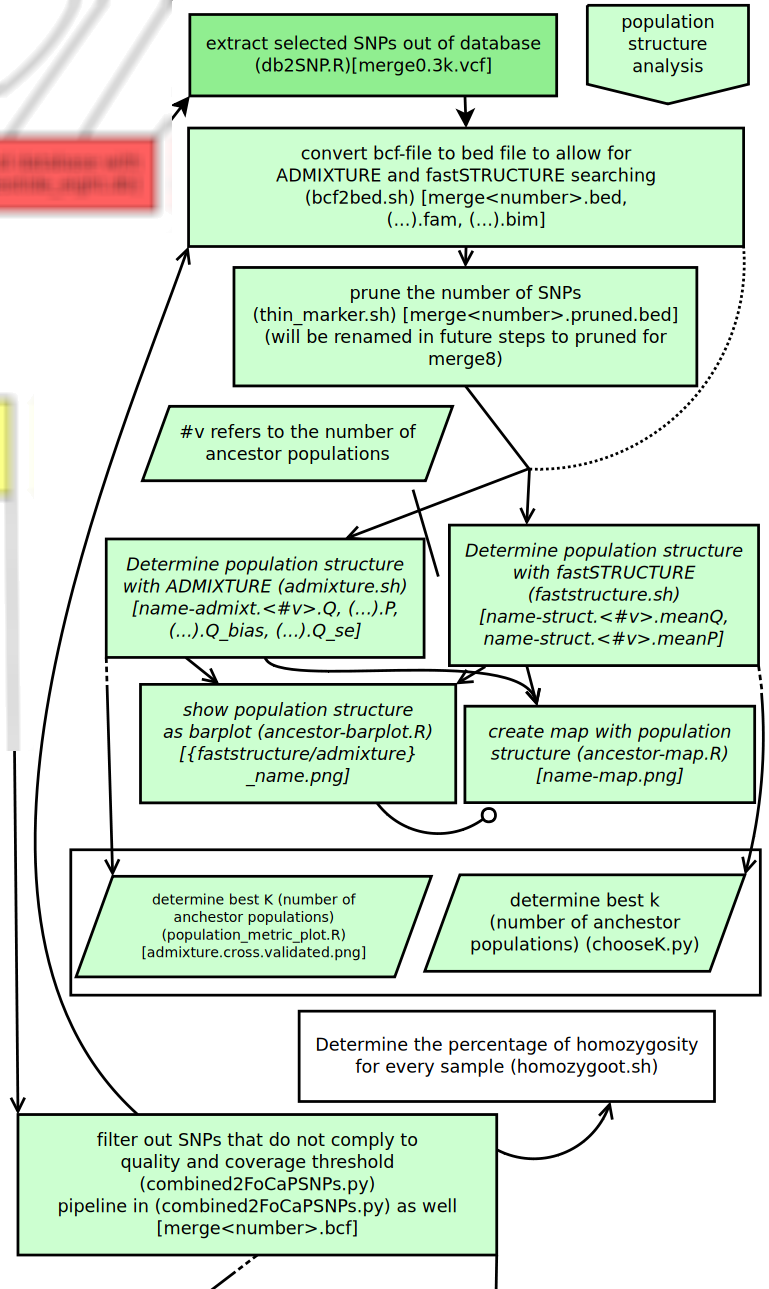 extract selected SNPs out of database
(db2SNP.R)[merge0.3k.vcf]
population
structure
analysis
convert bcf-file to bed file to allow for
ADMIXTURE and fastSTRUCTURE searching
(bcf2bed.sh) [merge<number>.bed,
(...).fam, (...).bim]
prune the number of SNPs
(thin_marker.sh) [merge<number>.pruned.bed]
(will be renamed in future steps to pruned for
merge8)
#v refers to the number of
ancestor populations
Determine population structure
with ADMIXTURE (admixture.sh)
[name-admixt.<#v>.Q, (...).P,
(...).Q_bias, (...).Q_se]
Determine population structure
with fastSTRUCTURE
(faststructure.sh)
[name-struct.<#v>.meanQ,
name-struct.<#v>.meanP]
show population structure
as barplot (ancestor-barplot.R)
[{faststructure/admixture}
_name.png]
create map with population
structure (ancestor-map.R)
[name-map.png]
determine best K (number of
anchestor populations)
(population_metric_plot.R)
[admixture.cross.validated.png]
determine best k
(number of anchestor
populations) (chooseK.py)
Determine the percentage of homozygosity
for every sample (homozygoot.sh)
filter out SNPs that do not comply to
quality and coverage threshold
(combined2FoCaPSNPs.py)
pipeline in (combined2FoCaPSNPs.py) as well
[merge<number>.bcf]